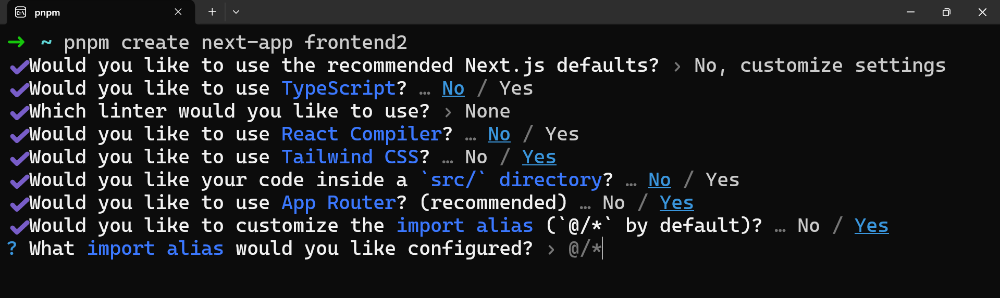 pnpm
~ pnpm create next-app frontend2
Would you like to use the recommended Next.js defaults? › No, customize settings
Would you like to use TypeScript? … No / Yes
Which linter would you like to use? › None
Would you like to use React Compiler? … No / Yes
Would you like to use Tailwind CSS? … No / Yes
Would you like your code inside a `src/` directory? … No / Yes
Would you like to use App Router? (recommended) … No / Yes
Would you like to customize the import alias (`@/*` by default)? … No / Yes
? What import alias would you like configured? › @/*